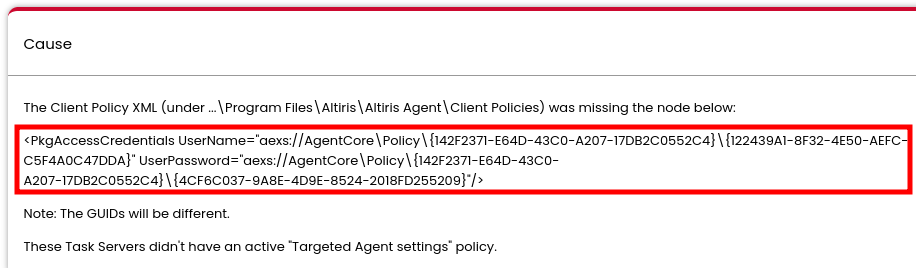 Cause
The Client Policy XML (under ...\Program Files\Altiris\Altiris Agent\Client Policies) was missing the node below:
<PkgAccessCredentials UserName="aexs://AgentCore\Policy\{142F2371-E64D-43C0-A207-17DB2C0552C4}\{122439A1-8F32-4E50-AEFC-
C5F4A0C47DDA}" UserPassword="aexs://AgentCore\Policy\{142F2371-E64D-43C0-
A207-17DB2C0552C4}\{4CF6C037-9A8E-4D9E-8524-2018FD255209}"/>
Note: The GUIDs will be different.
These Task Servers didn't have an active "Targeted Agent settings" policy.